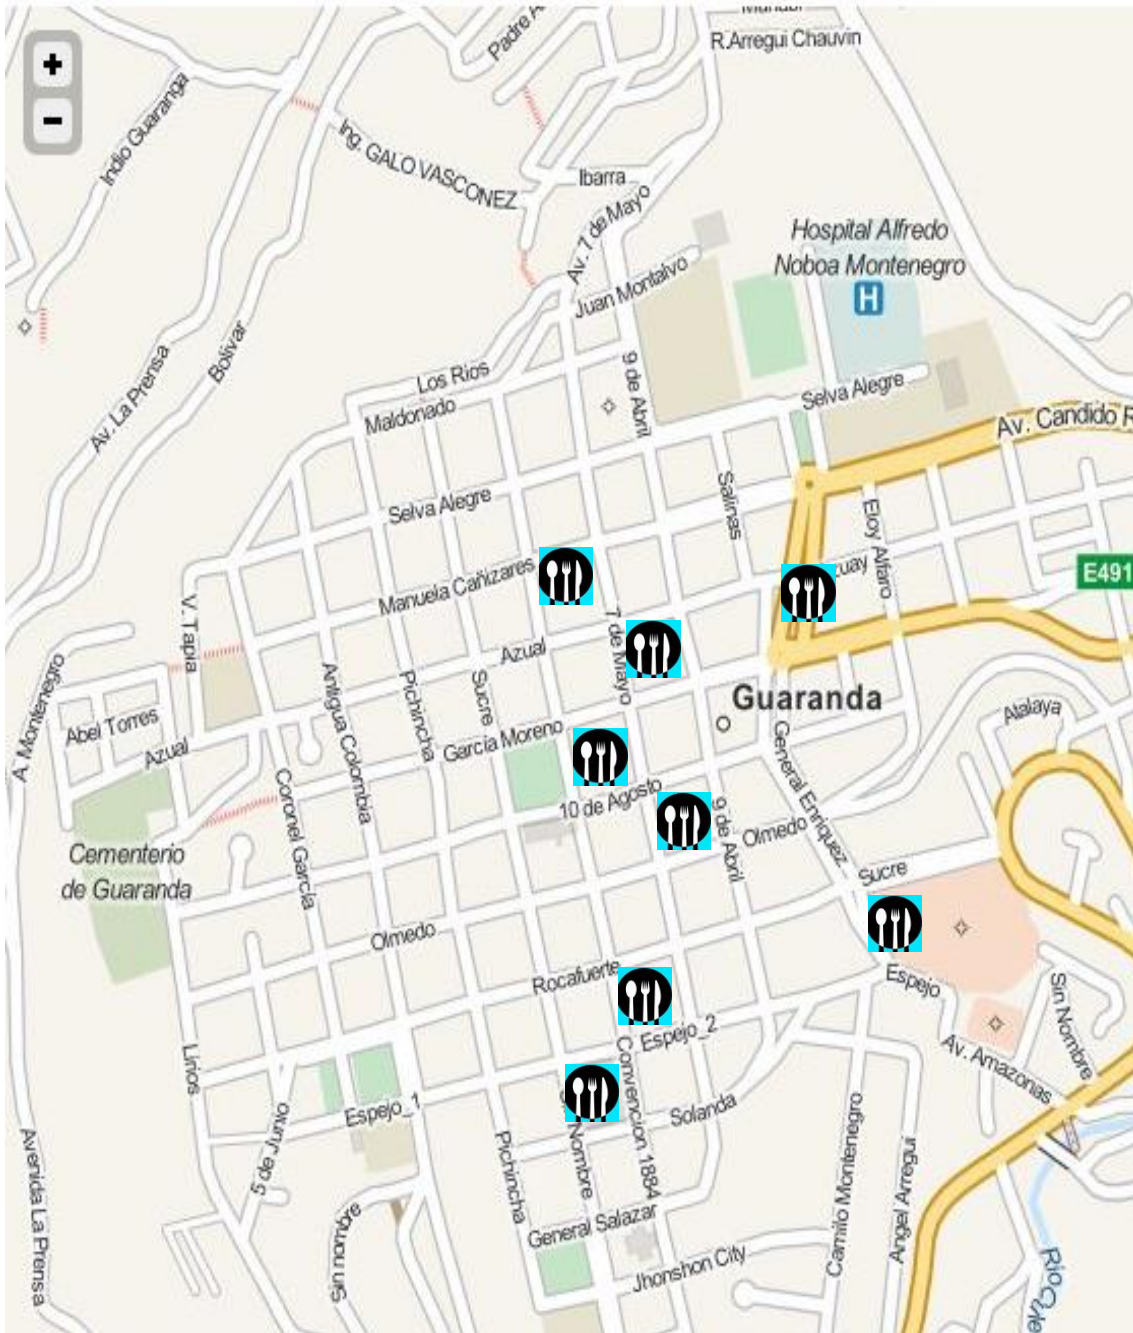 Padre A
R.Arregui Chauvin
+
-
Indio Guaranga
Ing. GALO VASCONEZ
Ibarra
Av. 7 de Mayo
Hospital Alfredo
Noboa Montenegro
H
Juan Montalvo
Av. La Prensa
Bolivar
Los Rios
9 de Abril
Maldonado
Selva Alegre
Av. Candido R
Selva Alegre
Salinas
Eloy Alfaro
Manuela Cañizares
uay
E491
V. Tapia
7 de Mayo
Azual
A. Montenegro
Antigua Colombia
Pichincha
Sucre
Guaranda
Abel Torres
Azual
García Moreno
General Enriquez
Atalaya
Coronel García
10 de Agosto
9 de Abril
Olmedo
Cementerio
de Guaranda
Sucre
Olmedo
Rocafuerte
Espejo
Sin Nombre
Espejo_2
Av. Amazonas
Lirios
Convencion 1884
Espejo_1
Solanda
5 de Junio
Pichincha
Nombre
Camilo Montenegro
Angel Arregui
Avenida La Prensa
Sin nombre
General Salazar
Jhonshon City
Rio